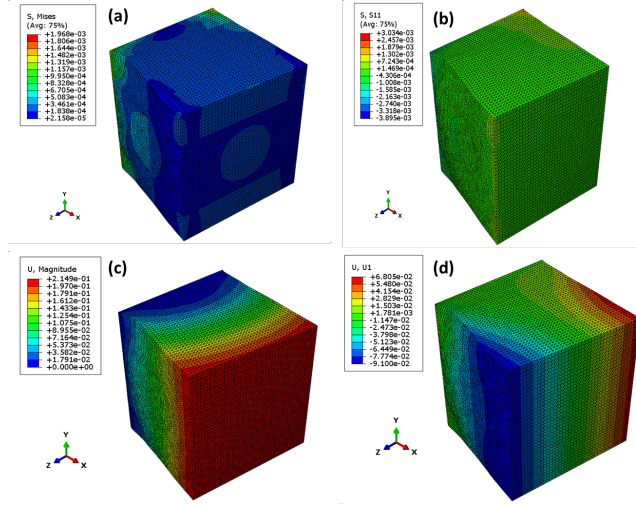 (a)
S, Mises
(Avg: 75%)
+1.968e-03
+1.806e-03
+1.644e-03
+1.482e-03
+1.319e-03
+1.157e-03
+9.950e-04
+8.328e-04
+6.705e-04
+5.083e-04
+3.461e-04
+1.838e-04
+2.158e-05
Y
Z
X
(b)
S, S11
(Avg: 75%)
+3.034e-03
+2.457e-03
+1.879e-03
+1.302e-03
+7.243e-04
+1.469e-04
-4.306e-04
-1.008e-03
-1.585e-03
-2.163e-03
-2.740e-03
-3.318e-03
-3.895e-03
Y
Z
X
(c)
U, Magnitude
+2.149e-01
+1.970e-01
+1.791e-01
+1.612e-01
+1.433e-01
+1.254e-01
+1.075e-01
+8.955e-02
+7.164e-02
+5.373e-02
+3.582e-02
+1.791e-02
+0.000e+00
Y
Z
X
(d)
U, U1
+6.805e-02
+5.480e-02
+4.154e-02
+2.829e-02
+1.503e-02
+1.781e-03
-1.147e-02
-2.473e-02
-3.798e-02
-5.123e-02
-6.449e-02
-7.774e-02
-9.100e-02
Y
Z
X